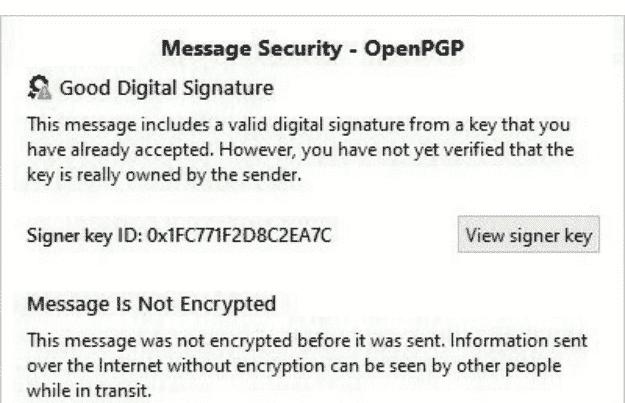 Message Security - OpenPGP
Good Digital Signature
This message includes a valid digital signature from a key that you
have already accepted. However, you have not yet verified that the
key is really owned by the sender.
Signer key ID: 0x1FC771F2D8C2EA7C
View signer key
Message Is Not Encrypted
This message was not encrypted before it was sent. Information sent
over the Internet without encryption can be seen by other people
while in transit.